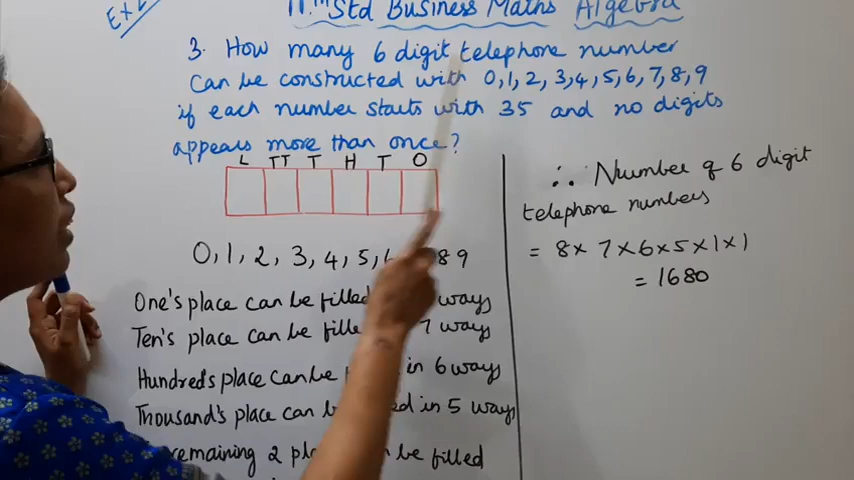 11th Std Business Maths Algebra
3. How many 6 digit telephone number
can be constructed with 0,1,2,3,4,5,6,7,8,9
if each number starts with 35 and no digits
appears more than once?
L TT T H T O
0, 1, 2, 3, 4, 5, 6 8 9
One's place can be filled ways
Ten's place can be fille 7 ways
Hundred's place can be in 6 ways
Thousand's place can b ed in 5 ways
remaining 2 pla be filled
∴ Number of 6 digit
telephone numbers
= 8 × 7 × 6 × 5 × 1 × 1
= 1680